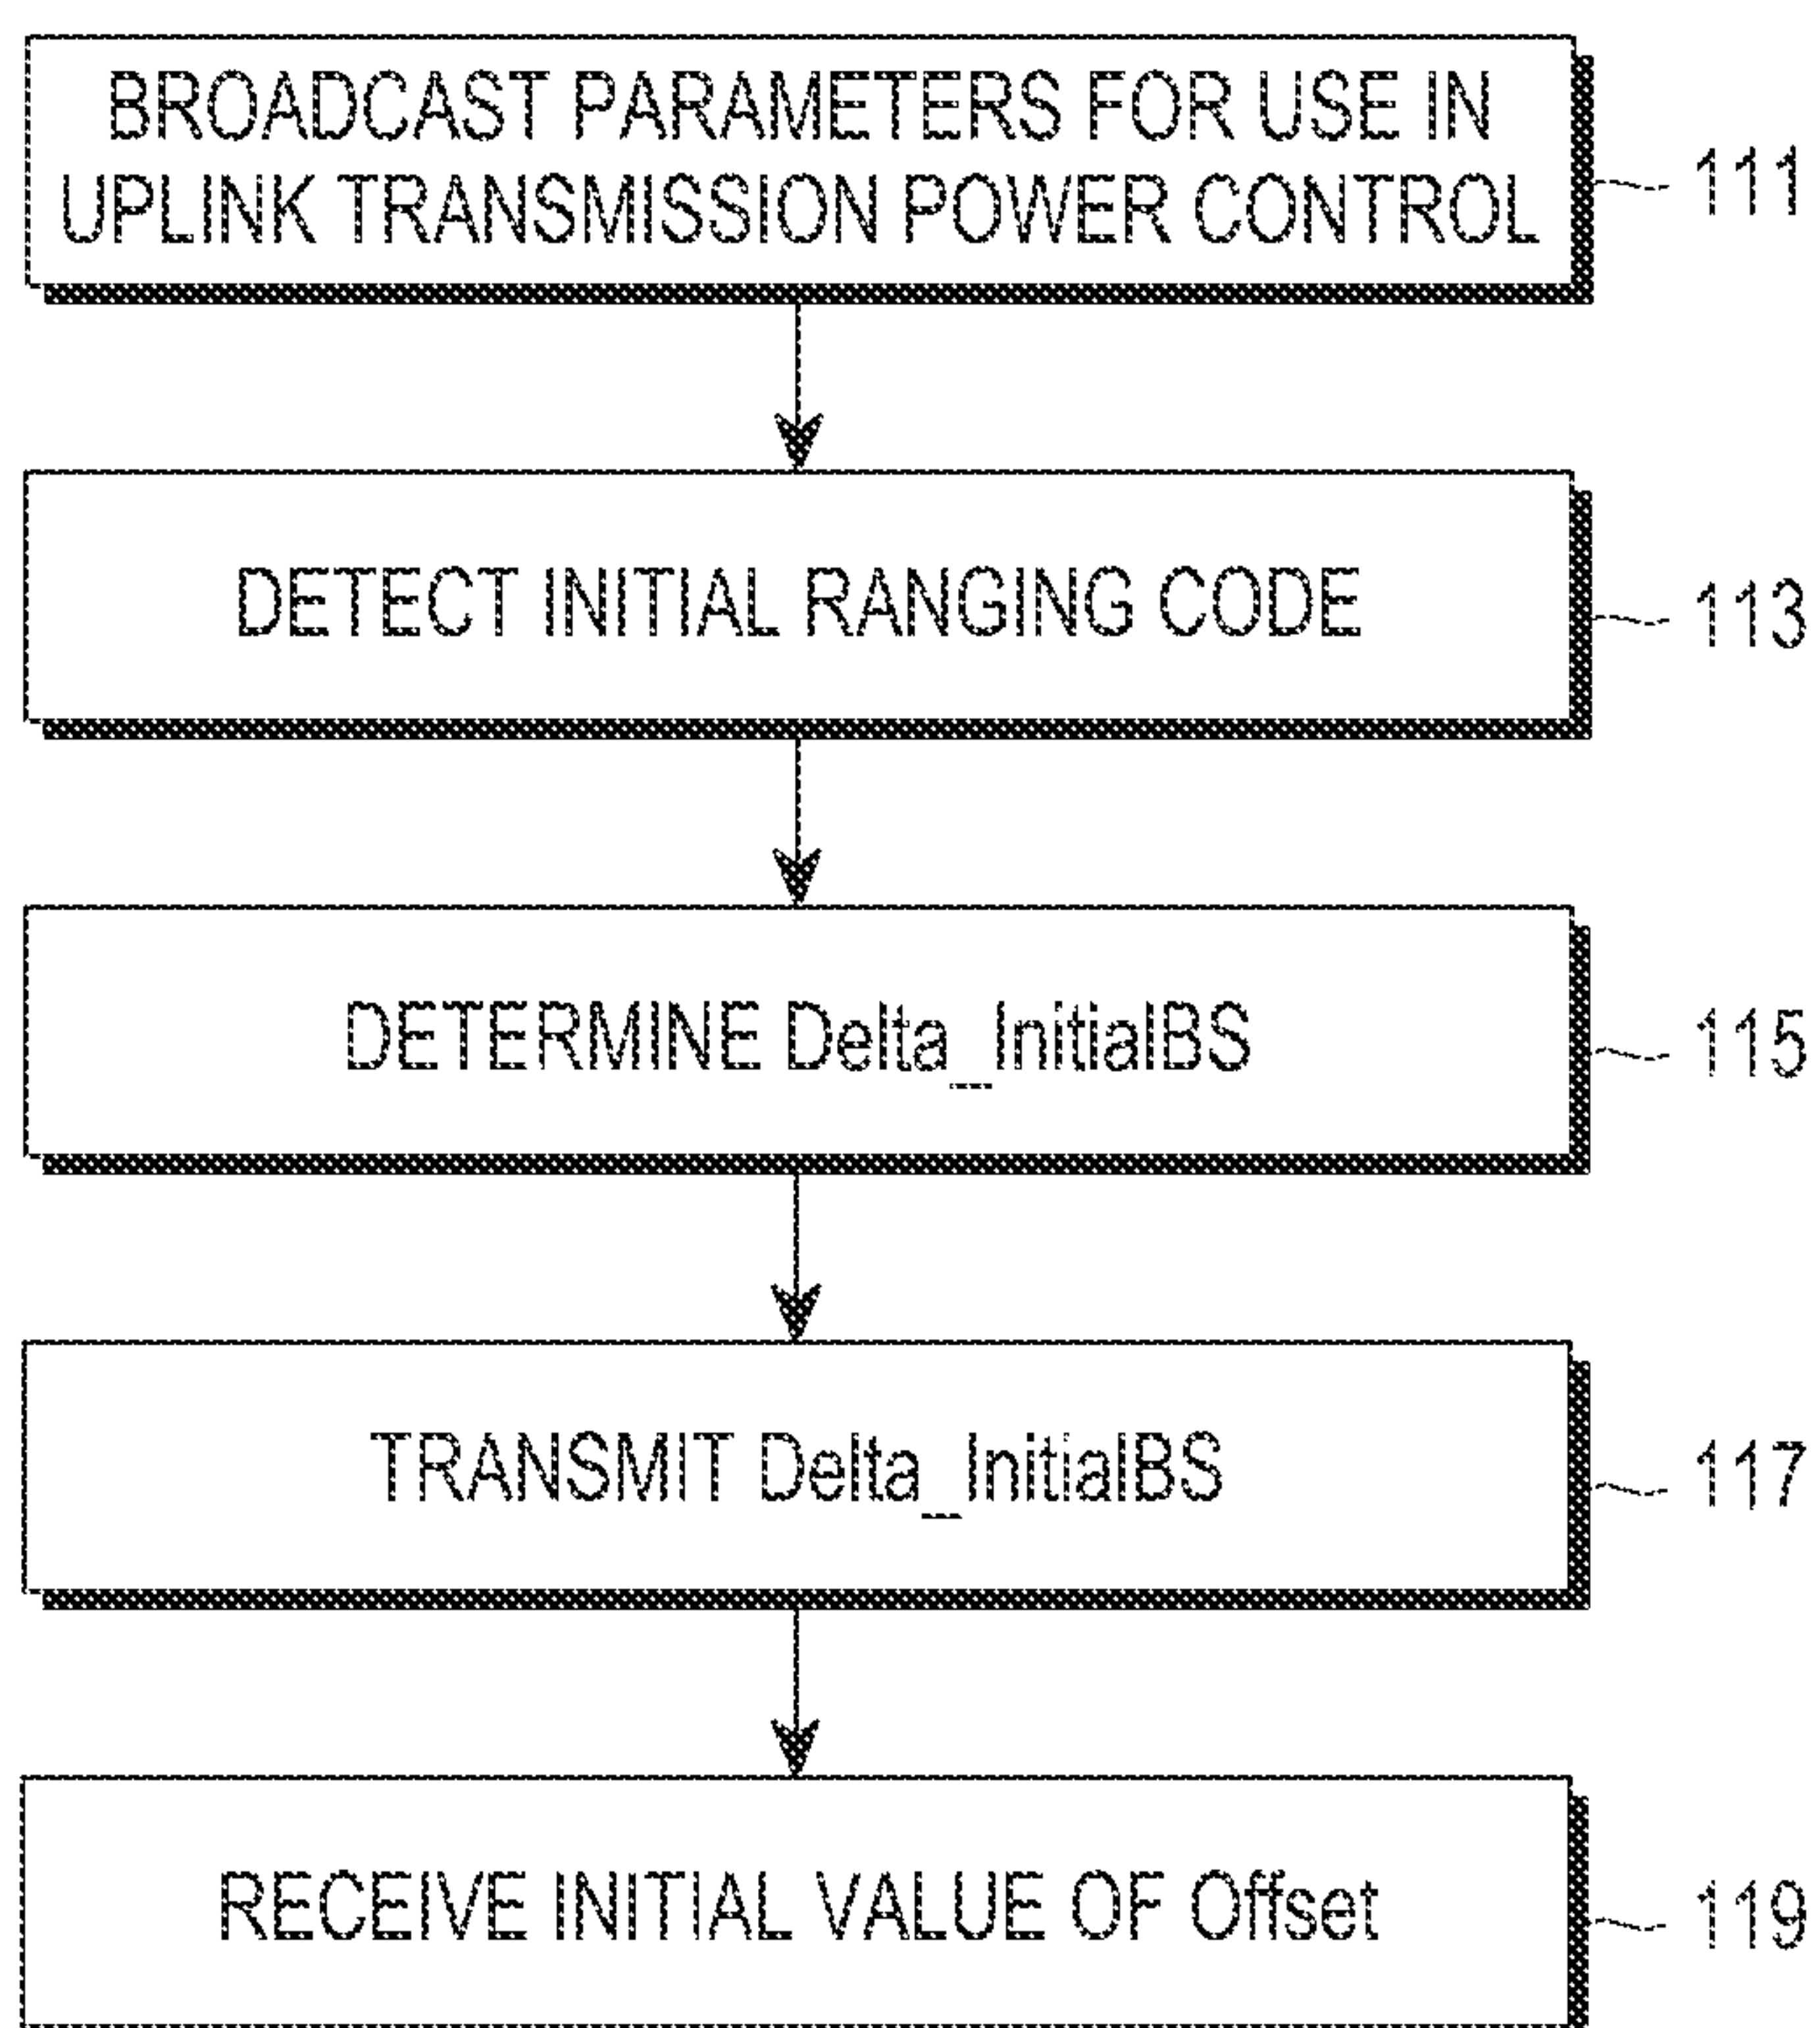 BROADCAST PARAMETERS FOR USE IN
UPLINK TRANSMISSION POWER CONTROL
111
DETECT INITIAL RANGING CODE
113
DETERMINE Delta_InitialBS
115
TRANSMIT Delta_InitialBS
117
RECEIVE INITIAL VALUE OF Offset
119